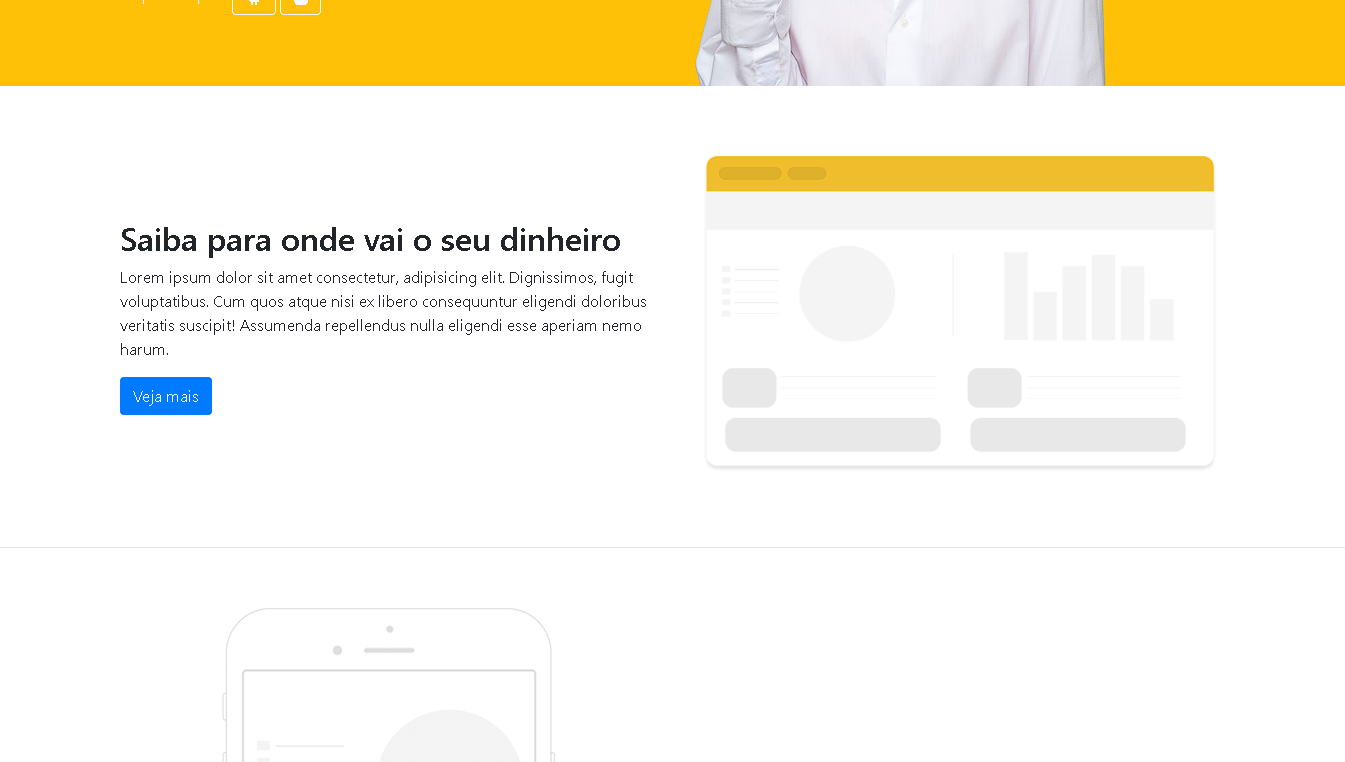 Saiba para onde vai o seu dinheiro
Lorem ipsum dolor sit amet consectetur, adipisicing elit. Dignissimos, fugit
voluptatibus. Cum quos atque nisi ex libero consequuntur eligendi doloribus
veritatis suscipit! Assumenda repellendus nulla eligendi esse aperiam nemo
harum.
Veja mais